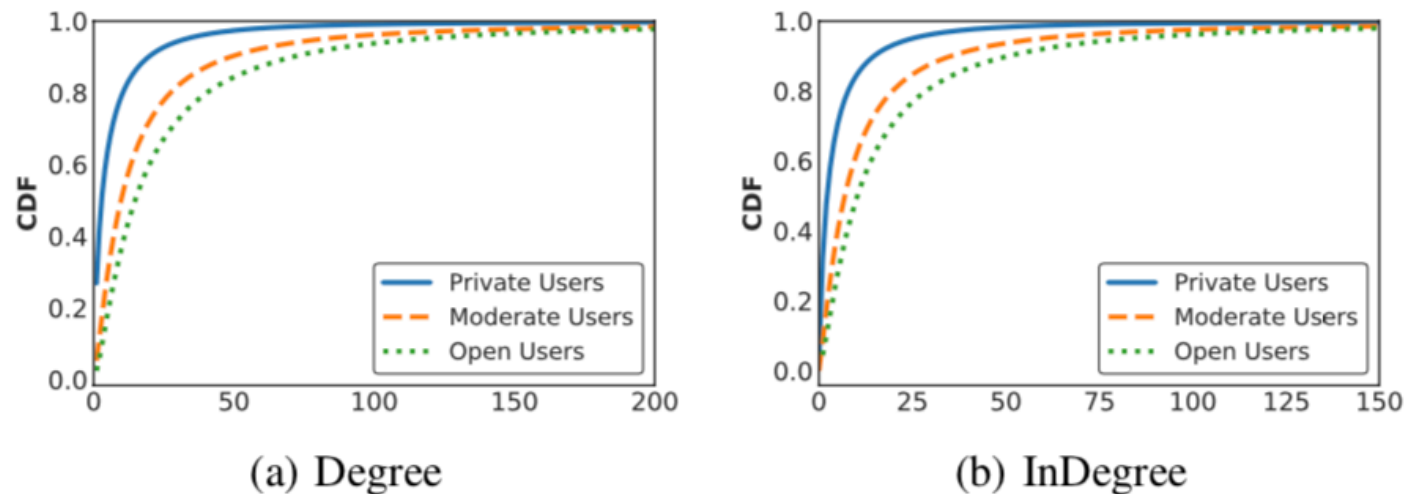 CDF
1.0
0.8
0.6
0.4
0.2
0.0
Private Users
Moderate Users
Open Users
0 50 100 150 200
(a) Degree
CDF
1.0
0.8
0.6
0.4
0.2
0.0
Private Users
Moderate Users
Open Users
0 25 50 75 100 125 150
(b) InDegree